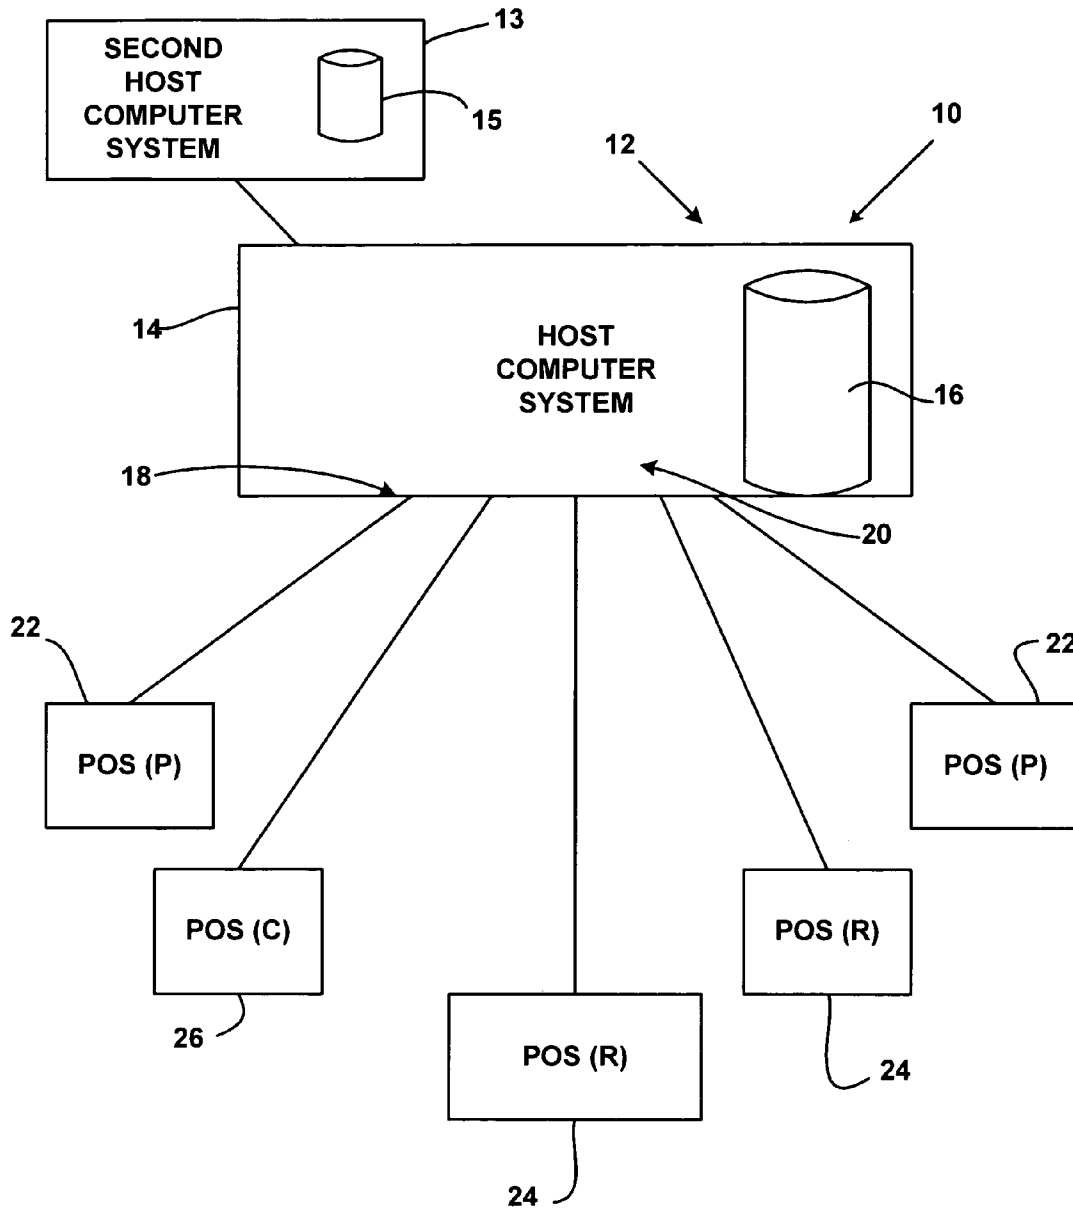 13
SECOND
HOST
COMPUTER
SYSTEM
15
10
12
14
HOST
COMPUTER
SYSTEM
16
18
20
22
22
POS (P)
POS (P)
POS (C)
POS (R)
26
POS (R)
24
24